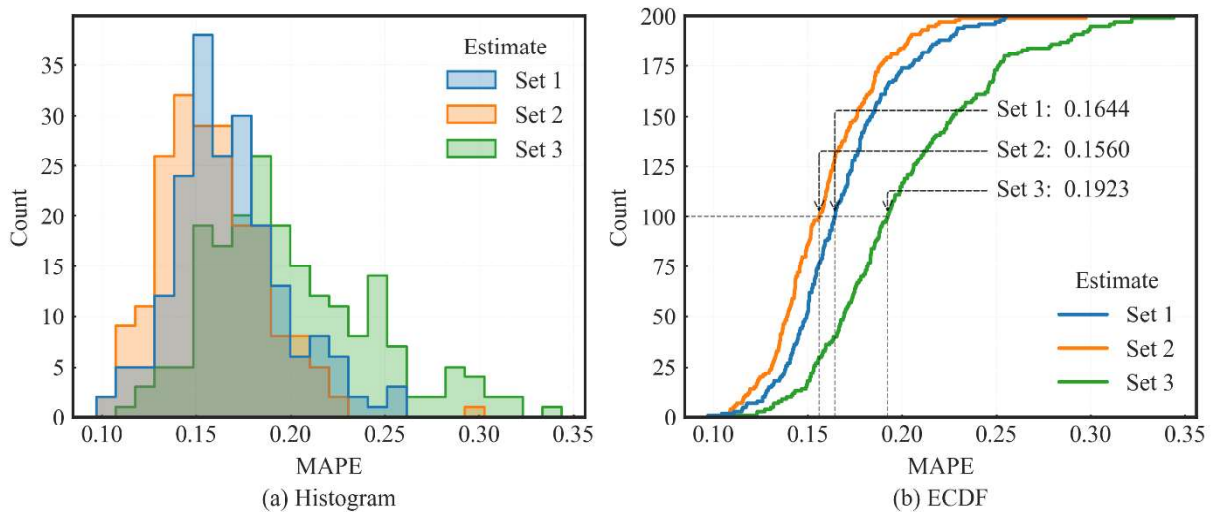 Estimate
Set 1
Set 2
Set 3
35
30
25
20
15
10
5
0
Count
0.10 0.15 0.20 0.25 0.30 0.35
MAPE
(a) Histogram
200
175
150
125
100
75
50
25
0
Count
Set 1: 0.1644
Set 2: 0.1560
Set 3: 0.1923
Estimate
Set 1
Set 2
Set 3
0.10 0.15 0.20 0.25 0.30 0.35
MAPE
(b) ECDF